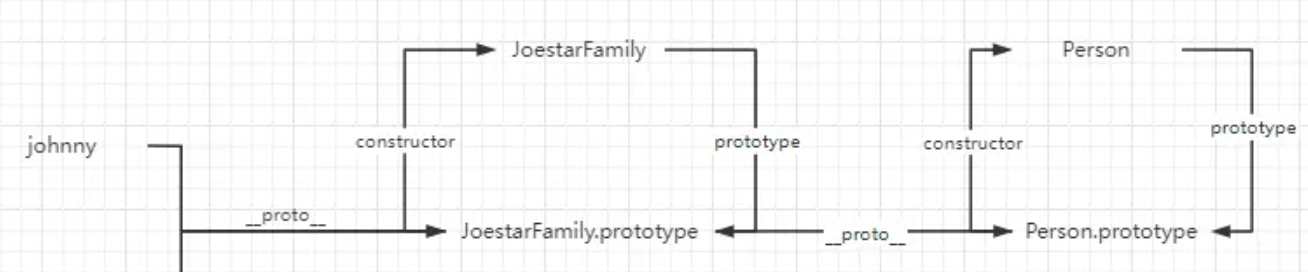 JoestarFamily
Person
prototype
constructor
prototype
constructor
johnny
__proto__
JoestarFamily.prototype
__proto__
Person.prototype